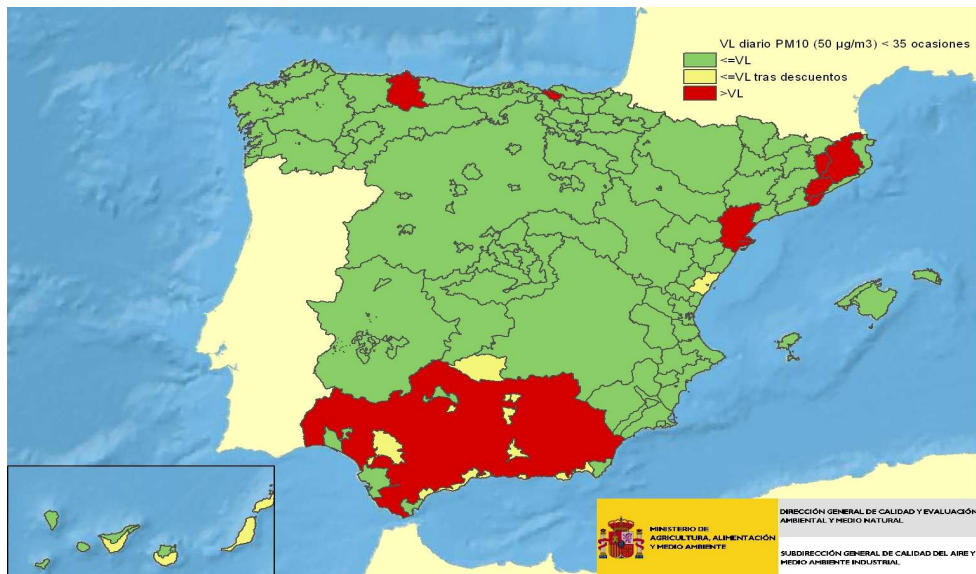 VL diario PM10 (50 µg/m3) < 35 ocasiones
<=VL
<=VL tras descuentos
>VL
MINISTERIO DE
AGRICULTURA, ALIMENTACIÓN
Y MEDIO AMBIENTE
DIRECCIÓN GENERAL DE CALIDAD Y EVALUACIÓN
AMBIENTAL Y MEDIO NATURAL
SUBDIRECCIÓN GENERAL DE CALIDAD DEL AIRE Y
MEDIO AMBIENTE INDUSTRIAL